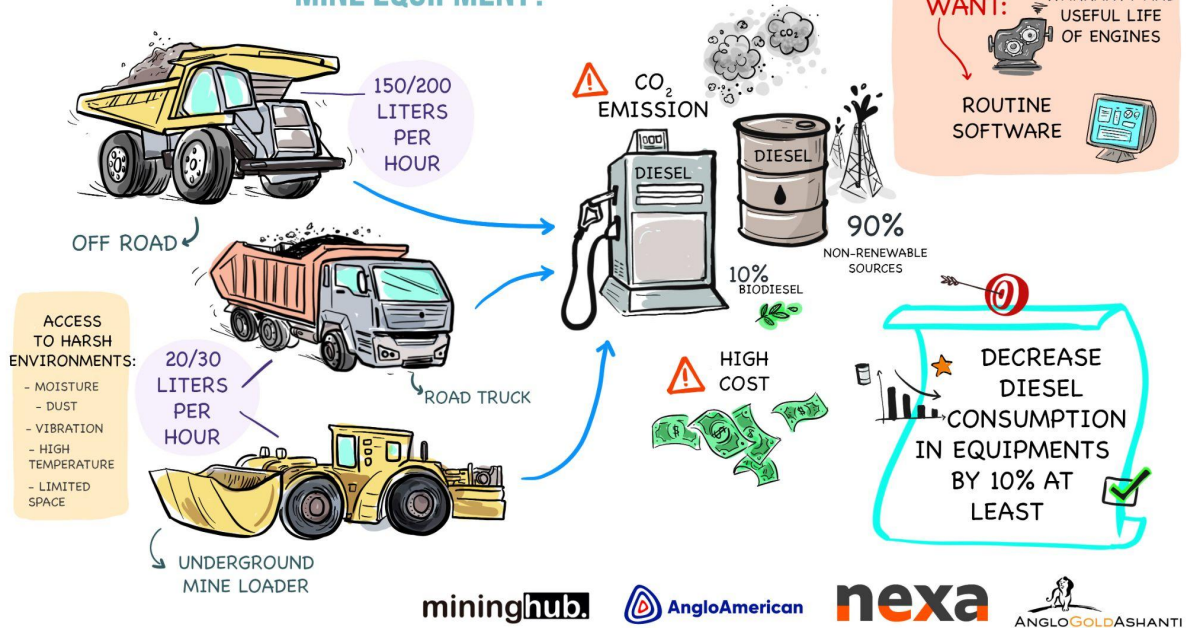 MINE EQUIPMENT?
150/200
LITERS
PER
HOUR
OFF ROAD
ACCESS
TO HARSH
ENVIRONMENTS:
- MOISTURE
- DUST
- VIBRATION
- HIGH
TEMPERATURE
- LIMITED
SPACE
20/30
LITERS
PER
HOUR
ROAD TRUCK
UNDERGROUND
MINE LOADER
CO2
EMISSION
CO2
DIESEL
DIESEL
90%
NON-RENEWABLE
SOURCES
10%
BIODIESEL
HIGH
COST
WANT:
USEFUL LIFE
OF ENGINES
ROUTINE
SOFTWARE
DECREASE
DIESEL
CONSUMPTION
IN EQUIPMENTS
BY 10% AT
LEAST
mininghub.
AngloAmerican
nexa
ANGLOGOLDASHANTI